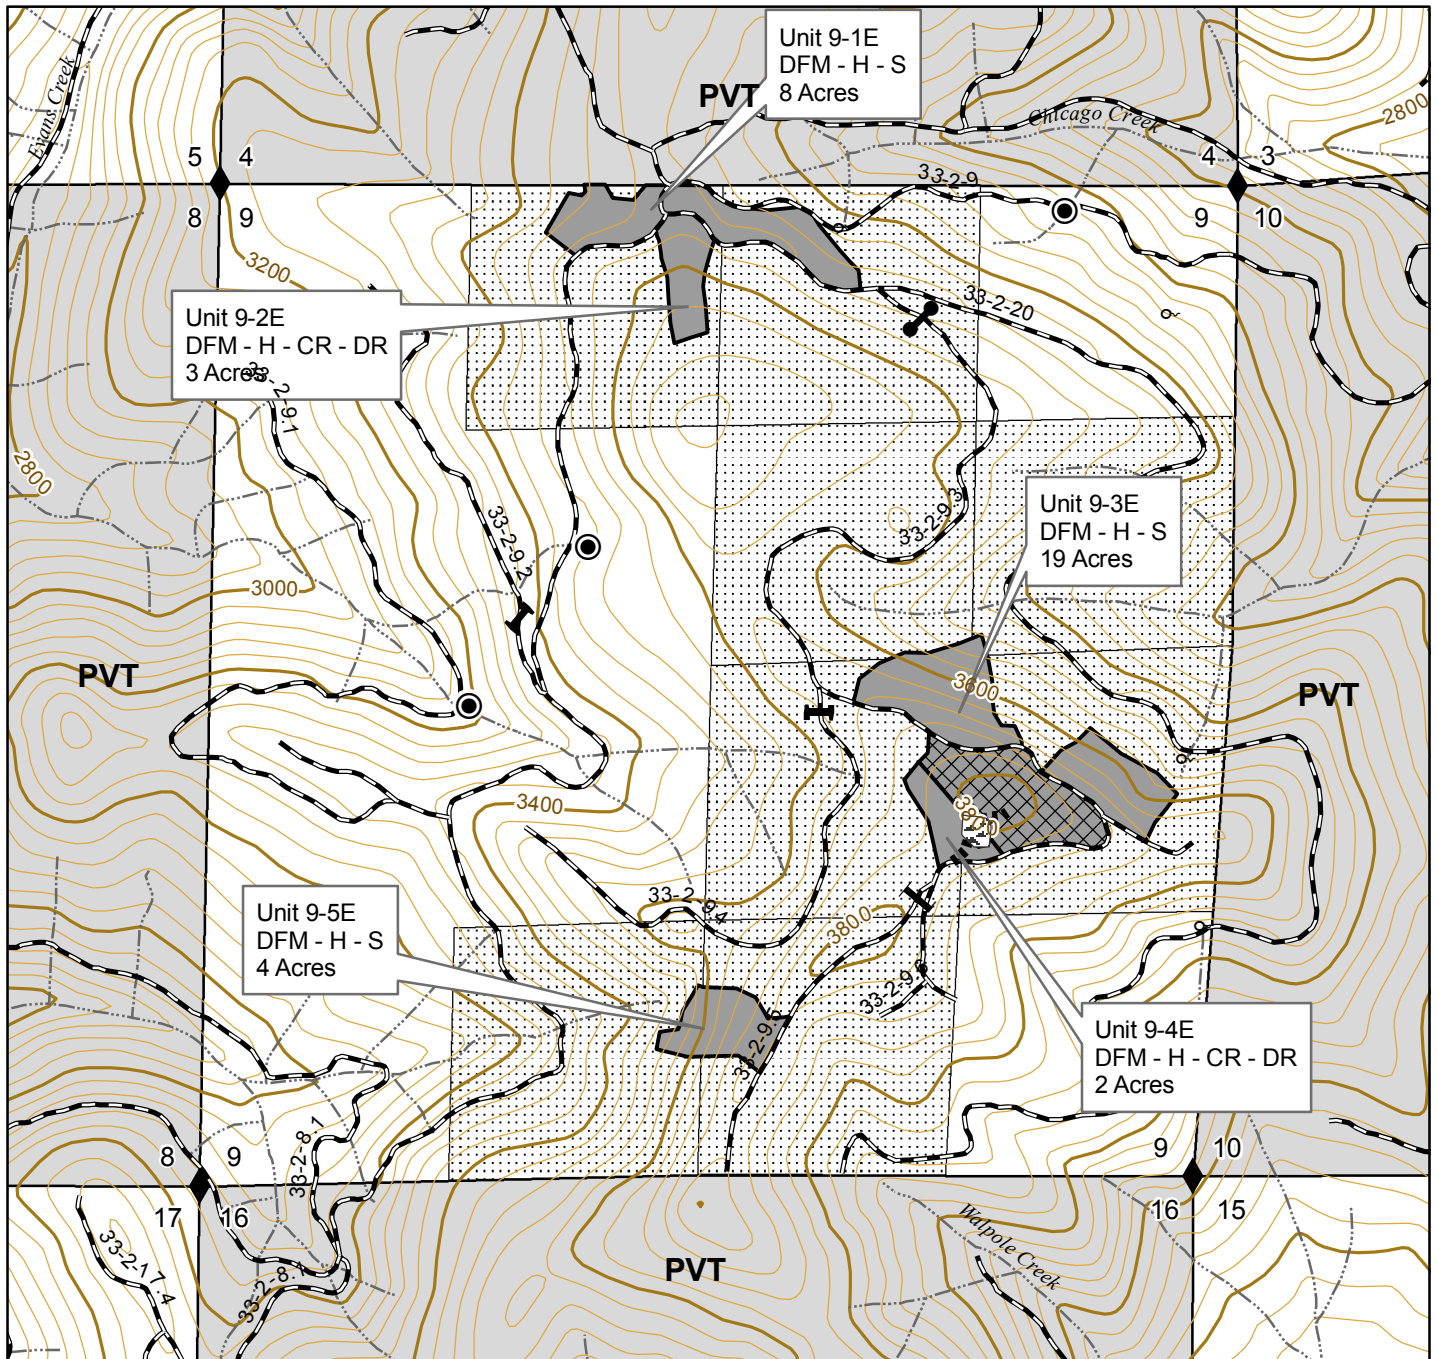 Unit 9-1E
DFM - H - S
8 Acres
PVT
Evans Creek
Chicago Creek
2800
5
4
4
3
33-2-9
8
9
9
10
3200
33-2-20
Unit 9-2E
DFM - H - CR - DR
3 Acres
33-2-9.1
2800
33-2-9.2
33-2-9.3
Unit 9-3E
DFM - H - S
19 Acres
3000
PVT
3600
PVT
3400
3800
33-2-9.4
3800
Unit 9-5E
DFM - H - S
4 Acres
33-2-9.6
33-2-9.5
Unit 9-4E
DFM - H - CR - DR
2 Acres
33-2-8.1
8
9
9
10
17
16
16
15
33-2-17.4
33-2-8.1
PVT
Walpole Creek